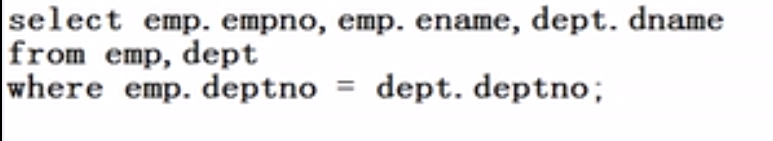 select emp.empno,emp.ename,dept.dname
from emp,dept
where emp.deptno = dept.deptno;